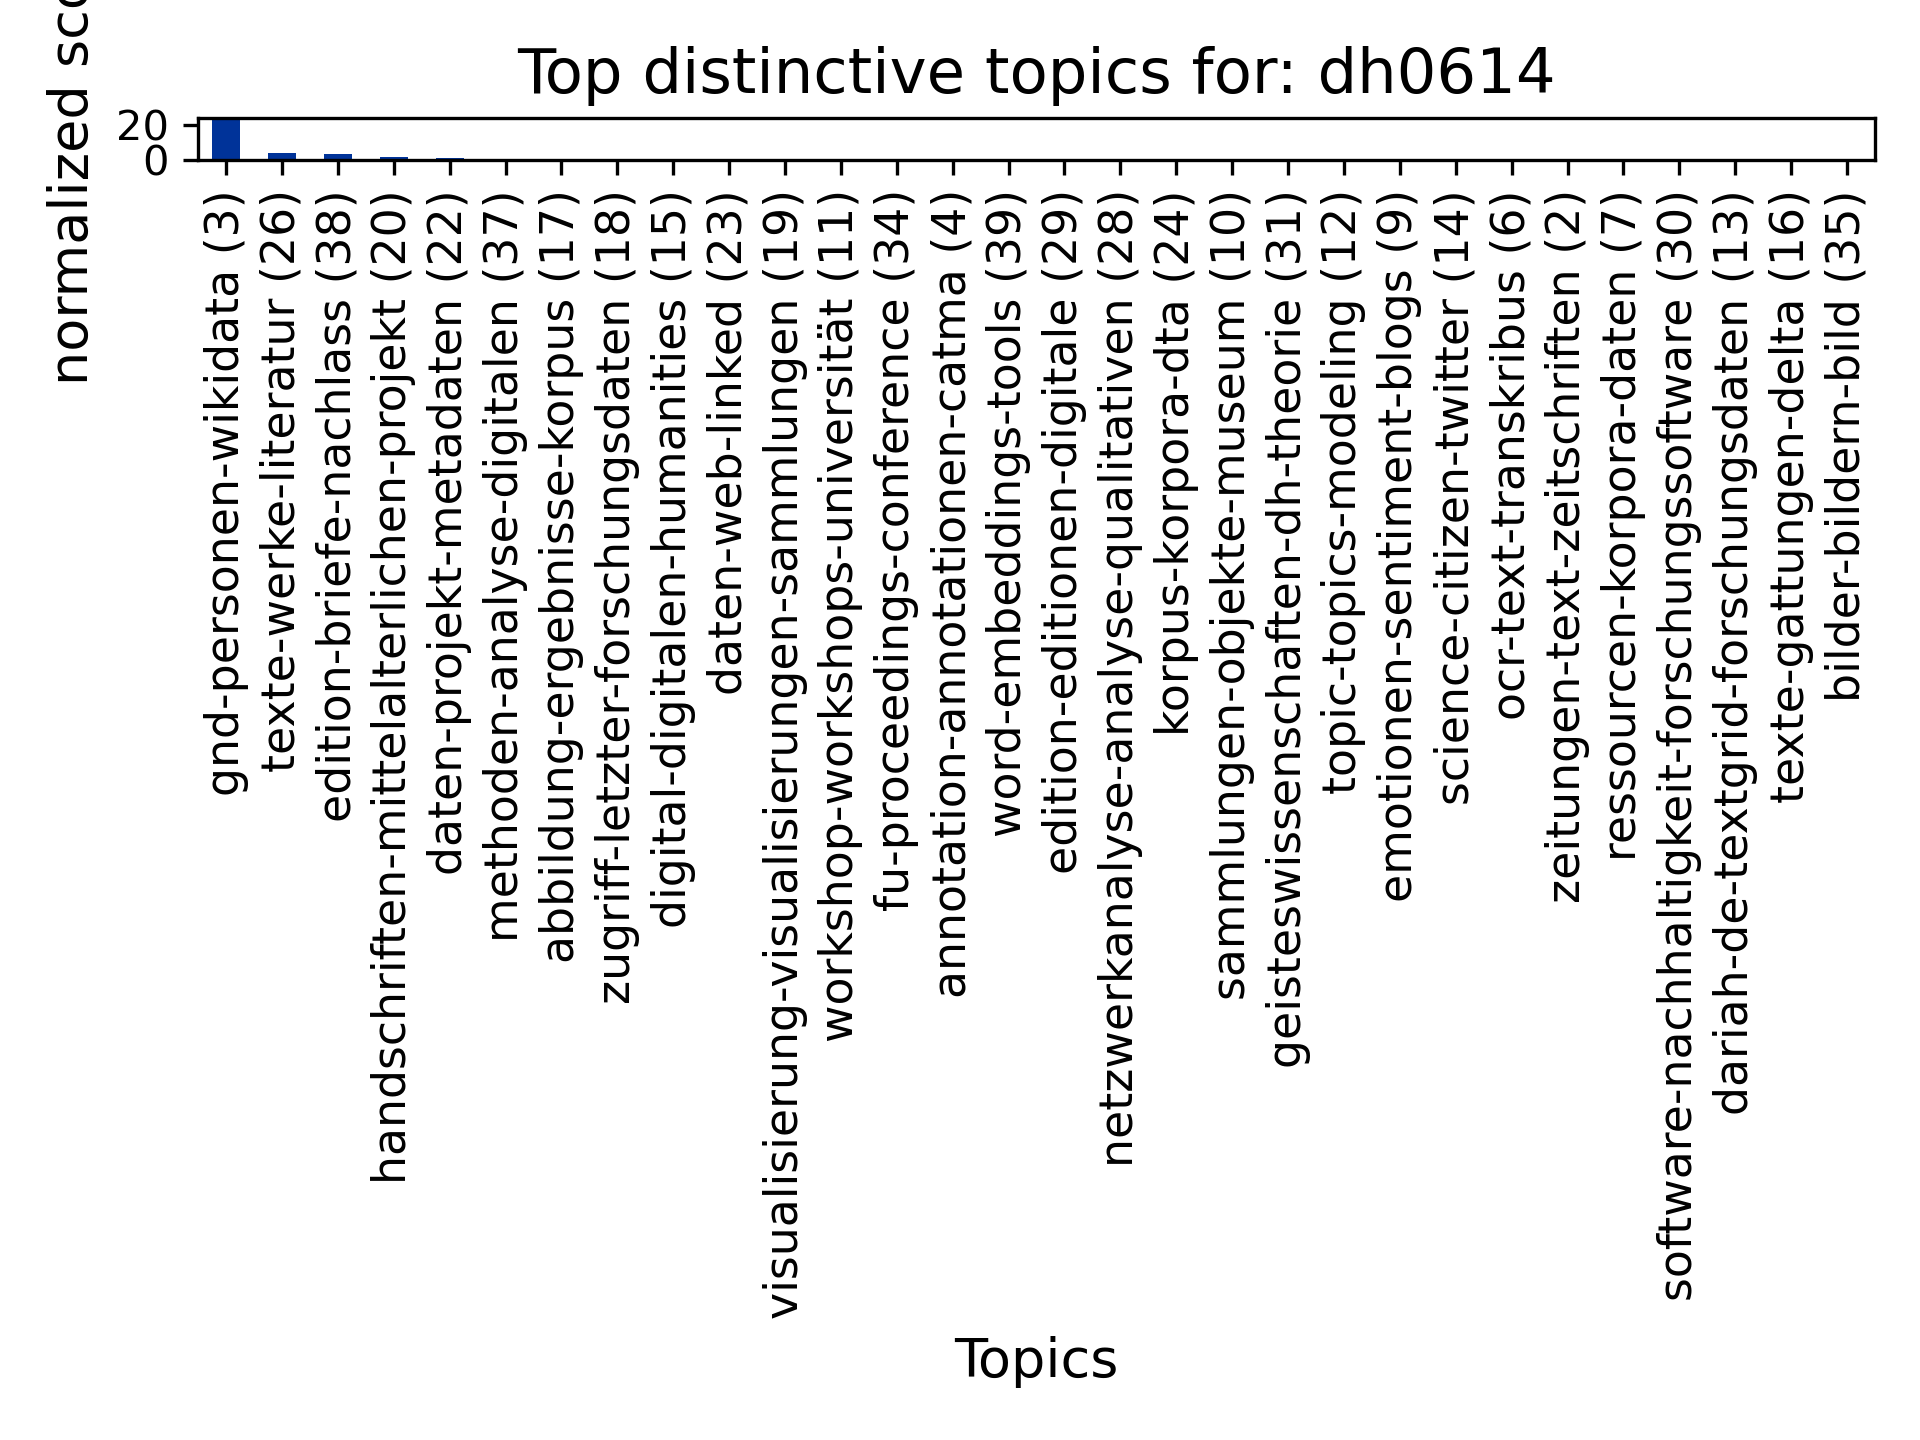 Top distinctive topics for: dh0614
normalized
20
0
gnd-personen-wikidata (3)
texte-werke-literatur (26)
edition-briefe-nachlass (38)
handschriften-mittelalterlichen-projekt (20)
daten-projekt-metadaten (22)
methoden-analyse-digitalen (37)
abbildung-ergebnisse-korpus (17)
zugriff-letzter-forschungsdaten (18)
digital-digitalen-humanities (15)
daten-web-linked (23)
visualisierung-visualisierungen-sammlungen (19)
workshop-workshops-universität (11)
fu-proceedings-conference (34)
annotation-annotationen-catma (4)
word-embeddings-tools (39)
edition-editionen-digitale (29)
netzwerkanalyse-analyse-qualitativen (28)
korpus-korpora-dta (24)
sammlungen-objekte-museum (10)
geisteswissenschaften-dh-theorie (31)
topic-topics-modeling (12)
emotionen-sentiment-blogs (9)
science-citizen-twitter (14)
ocr-text-transkribus (6)
zeitungen-text-zeitschriften (2)
ressourcen-korpora-daten (7)
software-nachhaltigkeit-forschungssoftware (30)
dariah-de-textgrid-forschungsdaten (13)
texte-gattungen-delta (16)
bilder-bildern-bild (35)
Topics